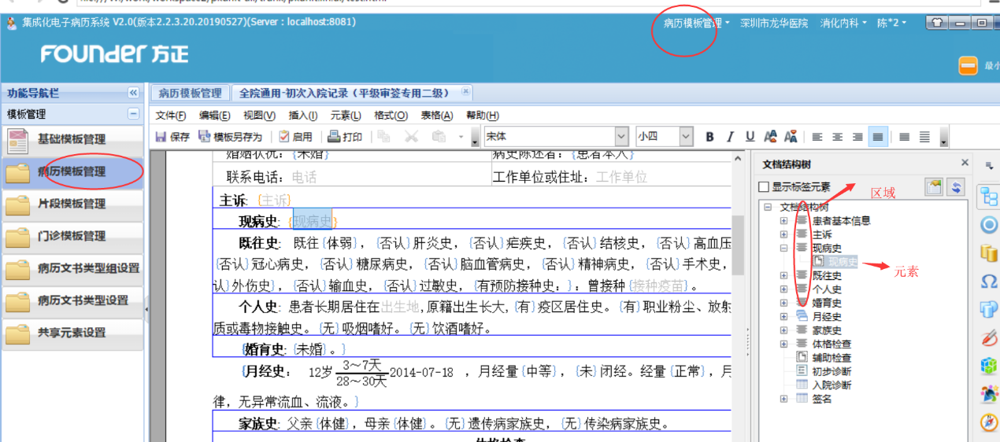 集成化电子病历系统 V2.0(版本2.2.3.20.20190527)(Server : localhost:8081)
病历模板管理 深圳市龙华医院 消化内科 陈*2
FOUNDER 方正
最小
功能导航栏
模板管理
基础模板管理
病历模板管理
片段模板管理
门诊模板管理
病历文书类型组设置
病历文书类型设置
共享元素设置
病历模板管理 全院通用-初次入院记录（平级审签专用二级）
文件(F) 编辑(E) 视图(V) 插入(I) 元素(L) 格式(O) 表格(A) 帮助(H)
保存 模板另存为 启用 打印 宋体 小四 B I U
婚姻状况：{未婚} 病史陈述者：{患者本人}
联系电话：电话 工作单位或住址：工作单位
主诉：{主诉}
现病史：{现病史}
既往史： 既往{体弱}，{否认}肝炎史，{否认}疟疾史，{否认}结核史，{否认}高血压
{否认}冠心病史，{否认}糖尿病史，{否认}脑血管病史，{否认}精神病史，{否认}手术史，
认}外伤史}，{否认}输血史，{否认}过敏史，{有预防接种史：}：曾接种{接种疫苗}。
个人史：患者长期居住在出生地,原籍出生长大，{有}疫区居住史。{有}职业粉尘、放射
质或毒物接触史。{无}吸烟嗜好。{无}饮酒嗜好。
{婚育史：{未婚}。}
{月经史： 12岁 3～7天 2014-07-18 ，月经量{中等}，{未}闭经。经量{正常}，月
28～30天
律，无异常流血、流液。}
家族史：父亲{体健}，母亲{体健}。{无}遗传病家族史，{无}传染病家族史。
体格检查
文档结构树
显示标签元素
区域
文档结构树
患者基本信息
主诉
现病史
现病史
元素
既往史
个人史
婚育史
月经史
家族史
体格检查
辅助检查
初步诊断
入院诊断
签名